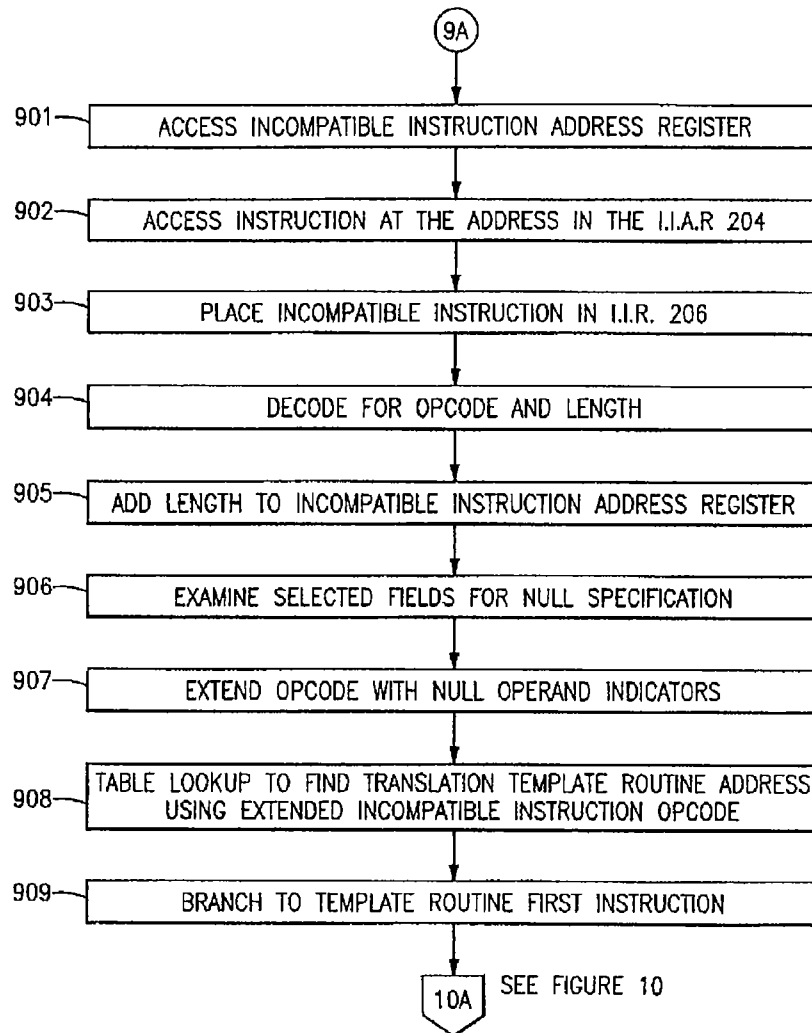 9A
901 ACCESS INCOMPATIBLE INSTRUCTION ADDRESS REGISTER
902 ACCESS INSTRUCTION AT THE ADDRESS IN THE I.I.A.R 204
903 PLACE INCOMPATIBLE INSTRUCTION IN I.I.R. 206
904 DECODE FOR OPCODE AND LENGTH
905 ADD LENGTH TO INCOMPATIBLE INSTRUCTION ADDRESS REGISTER
906 EXAMINE SELECTED FIELDS FOR NULL SPECIFICATION
907 EXTEND OPCODE WITH NULL OPERAND INDICATORS
908 TABLE LOOKUP TO FIND TRANSLATION TEMPLATE ROUTINE ADDRESS
USING EXTENDED INCOMPATIBLE INSTRUCTION OPCODE
909 BRANCH TO TEMPLATE ROUTINE FIRST INSTRUCTION
10A SEE FIGURE 10